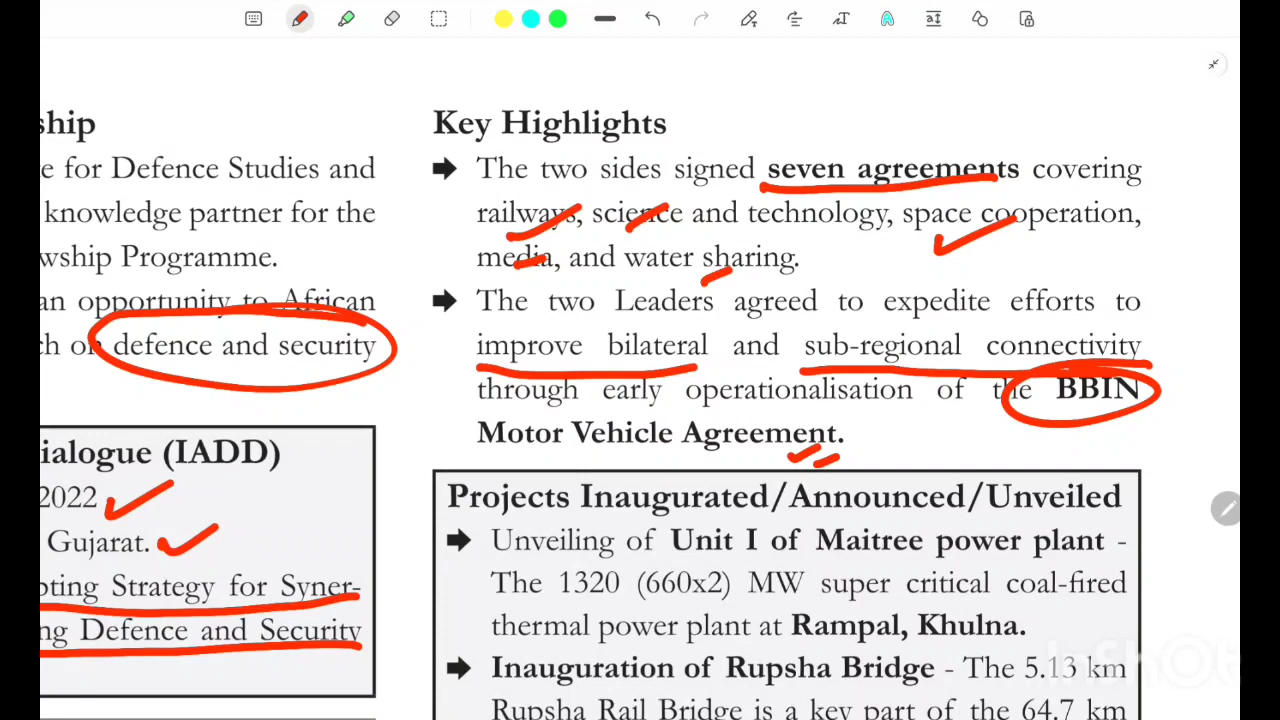 ship
e for Defence Studies and
knowledge partner for the
wship Programme.
an opportunity to African
ch on defence and security
ialogue (IADD)
2022
Gujarat.
pting Strategy for Syner-
ng Defence and Security
Key Highlights
The two sides signed seven agreements covering
railways, science and technology, space cooperation,
media, and water sharing.
The two Leaders agreed to expedite efforts to
improve bilateral and sub-regional connectivity
through early operationalisation of the BBIN
Motor Vehicle Agreement.
Projects Inaugurated/Announced/Unveiled
Unveiling of Unit I of Maitree power plant -
The 1320 (660x2) MW super critical coal-fired
thermal power plant at Rampal, Khulna.
Inauguration of Rupsha Bridge - The 5.13 km
Rupsha Rail Bridge is a key part of the 64.7 km
InShOt